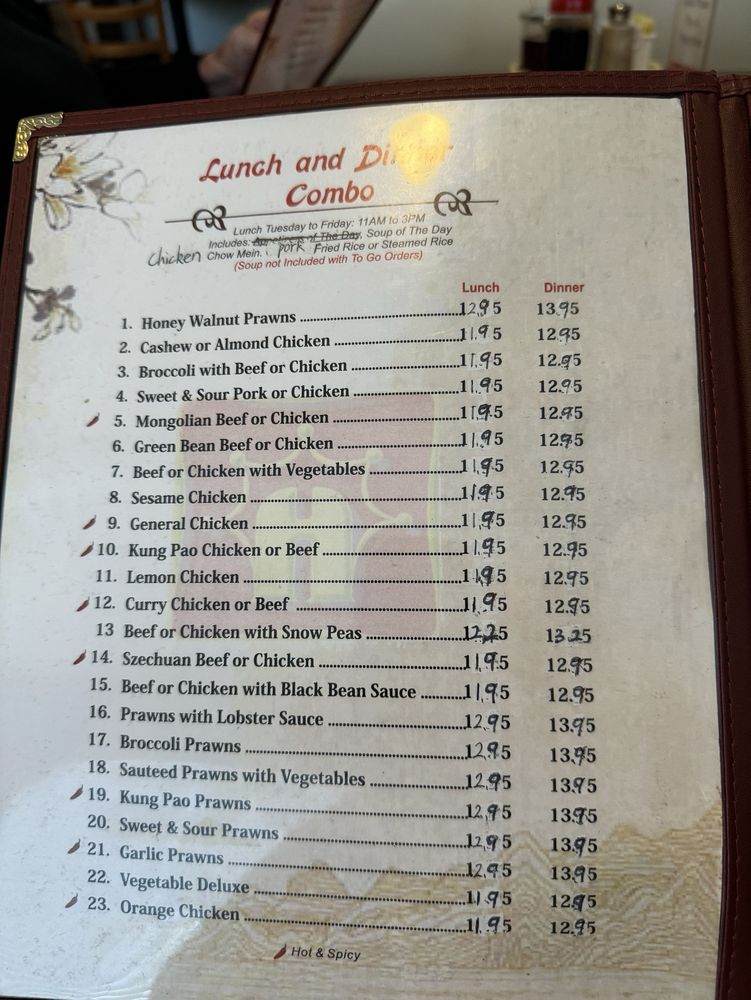 Lunch and Dinner
Combo
Lunch Tuesday to Friday: 11AM to 3PM
Includes: Appetizers of The Day, Soup of The Day
Chicken Chow Mein. Pork Fried Rice or Steamed Rice
(Soup not Included with To Go Orders)
Lunch Dinner
1. Honey Walnut Prawns 12.95 13.95
2. Cashew or Almond Chicken 11.95 12.95
3. Broccoli with Beef or Chicken 11.95 12.95
4. Sweet & Sour Pork or Chicken 11.95 12.95
5. Mongolian Beef or Chicken 11.95 12.95
6. Green Bean Beef or Chicken 11.95 12.95
7. Beef or Chicken with Vegetables 11.95 12.95
8. Sesame Chicken 11.95 12.95
9. General Chicken 11.95 12.95
10. Kung Pao Chicken or Beef 11.95 12.95
11. Lemon Chicken 11.95 12.95
12. Curry Chicken or Beef 11.95 12.95
13 Beef or Chicken with Snow Peas 12.25 13.25
14. Szechuan Beef or Chicken 11.95 12.95
15. Beef or Chicken with Black Bean Sauce 11.95 12.95
16. Prawns with Lobster Sauce 12.95 13.95
17. Broccoli Prawns 12.95 13.95
18. Sauteed Prawns with Vegetables 12.95 13.95
19. Kung Pao Prawns 12.95 13.95
20. Sweet & Sour Prawns 12.95 13.95
21. Garlic Prawns 12.95 13.95
22. Vegetable Deluxe 11.95 12.95
23. Orange Chicken 11.95 12.95
Hot & Spicy